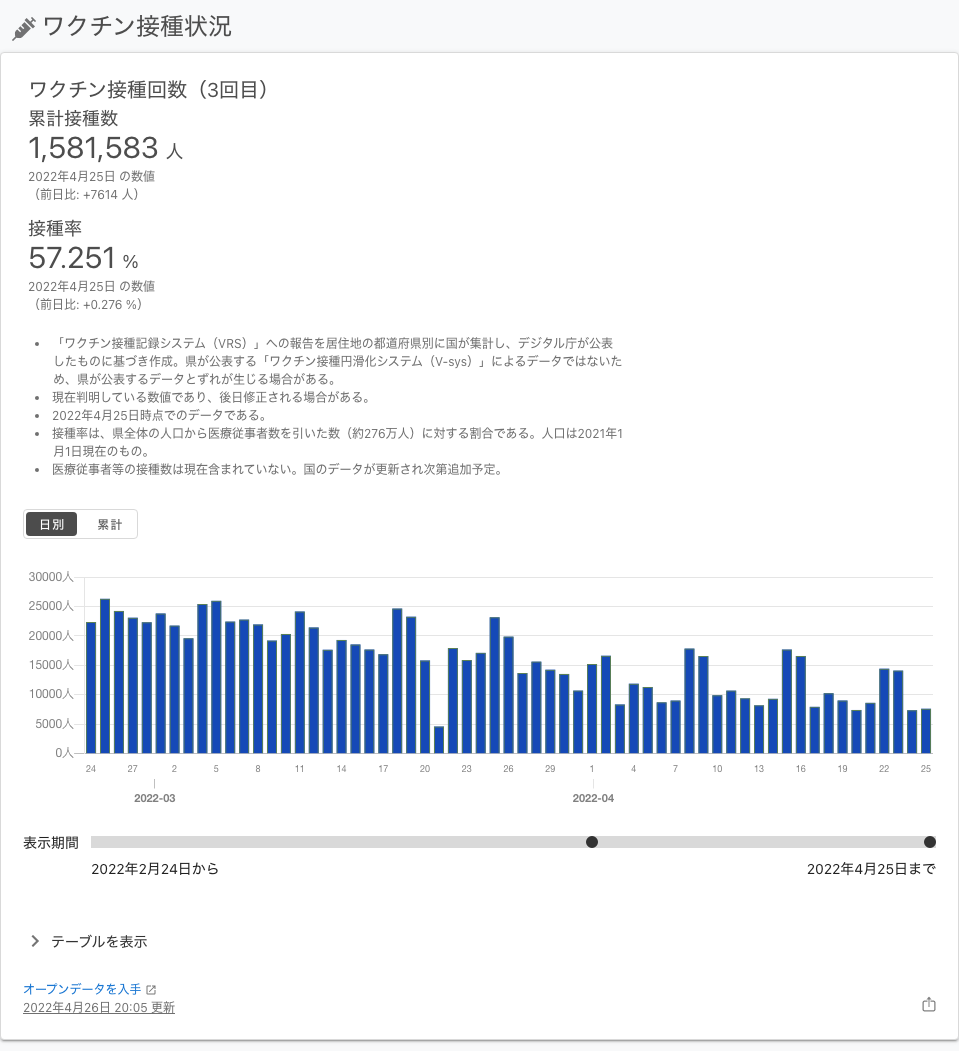 ワクチン接種状況
ワクチン接種回数（3回目）
累計接種数
1,581,583 人
2022年4月25日 の数値
（前日比: +7614 人）
接種率
57.251 %
2022年4月25日 の数値
（前日比: +0.276 %）
• 「ワクチン接種記録システム（VRS）」への報告を居住地の都道府県別に国が集計し、デジタル庁が公表
したものに基づき作成。県が公表する「ワクチン接種円滑化システム（V-sys）」によるデータではないた
め、県が公表するデータとずれが生じる場合がある。
• 現在判明している数値であり、後日修正される場合がある。
• 2022年4月25日時点でのデータである。
• 接種率は、県全体の人口から医療従事者数を引いた数（約276万人）に対する割合である。人口は2021年1
月1日現在のもの。
• 医療従事者等の接種数は現在含まれていない。国のデータが更新され次第追加予定。
日別 累計
30000人
25000人
20000人
15000人
10000人
5000人
0人
24 27 2 5 8 11 14 17 20 23 26 29 1 4 7 10 13 16 19 22 25
2022-03 2022-04
表示期間
2022年2月24日から 2022年4月25日まで
テーブルを表示
オープンデータを入手
2022年4月26日 20:05 更新